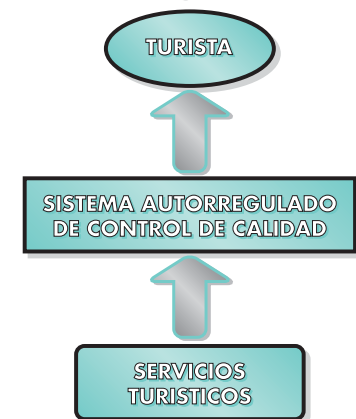 TURISTA
SISTEMA AUTORREGULADO
DE CONTROL DE CALIDAD
SERVICIOS
TURISTICOS